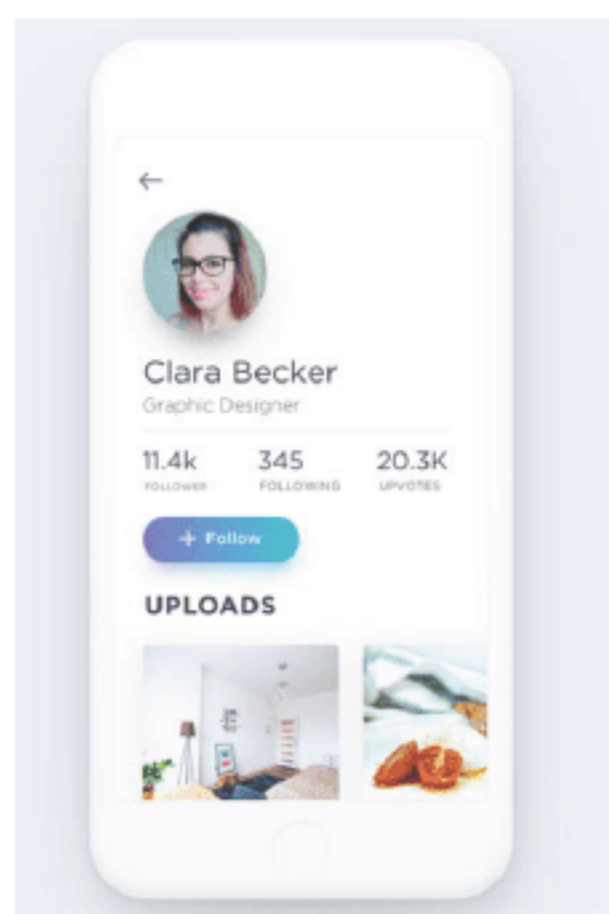 Clara Becker
Graphic Designer
11.4k 345 20.3K
FOLLOWER FOLLOWING UPVOTES
+ Follow
UPLOADS